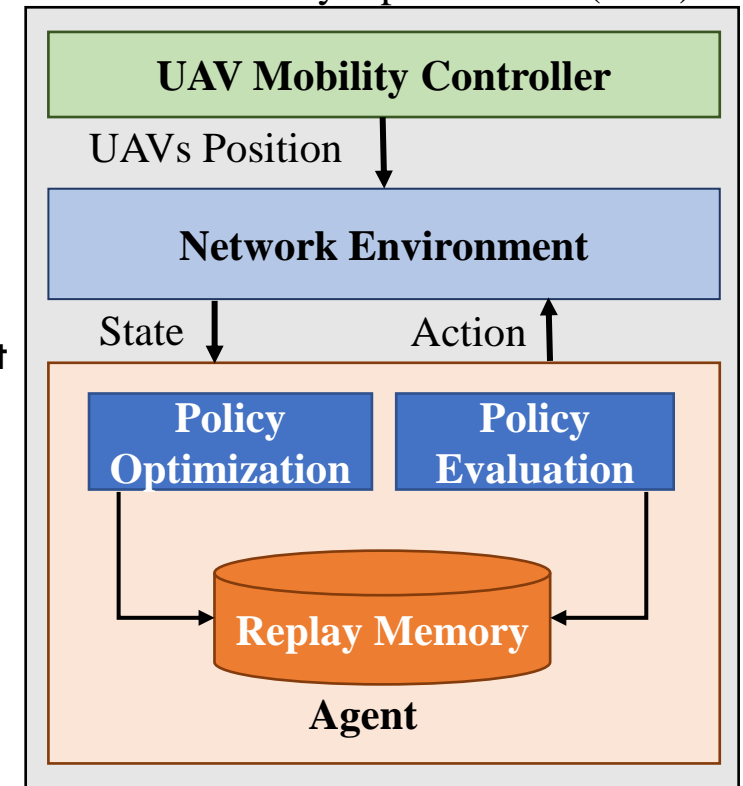 UAV Mobility Controller
UAVs Position
Network Environment
State
Action
Policy
Optimization
Policy
Evaluation
Replay Memory
Agent